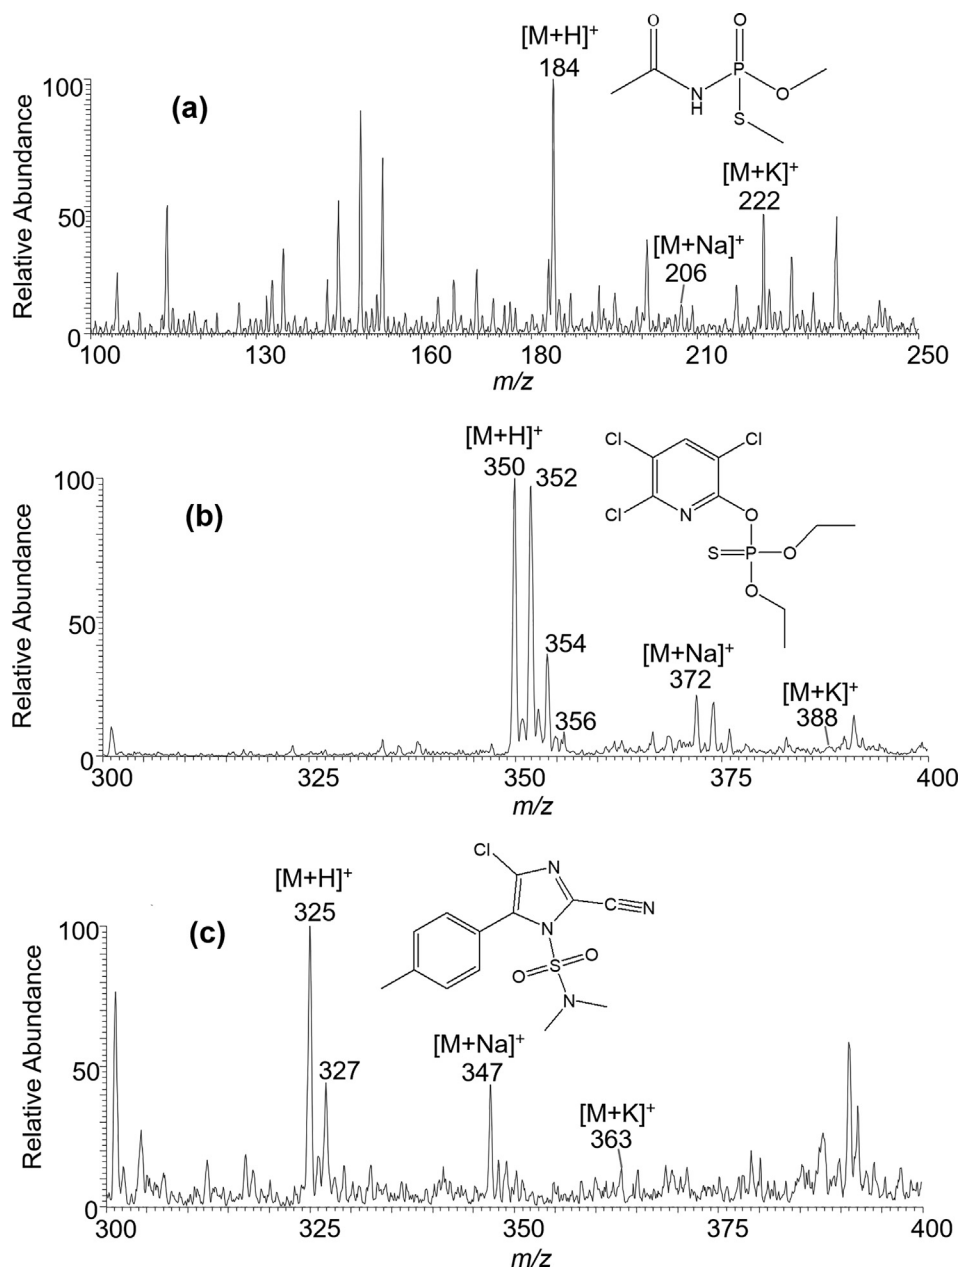 [M+H]+
184
O
O
P
N
H
O
S
(a)
[M+K]+
222
[M+Na]+
206
100
50
0
Relative Abundance
100
130
160
180
210
250
m/z
[M+H]+
350
352
Cl
Cl
Cl
N
O
S
P
O
O
(b)
354
356
[M+Na]+
372
[M+K]+
388
100
50
0
Relative Abundance
300
325
350
375
400
m/z
[M+H]+
325
Cl
N
C
N
N
O
S
O
N
(c)
327
[M+Na]+
347
[M+K]+
363
100
50
0
Relative Abundance
300
325
350
375
400
m/z